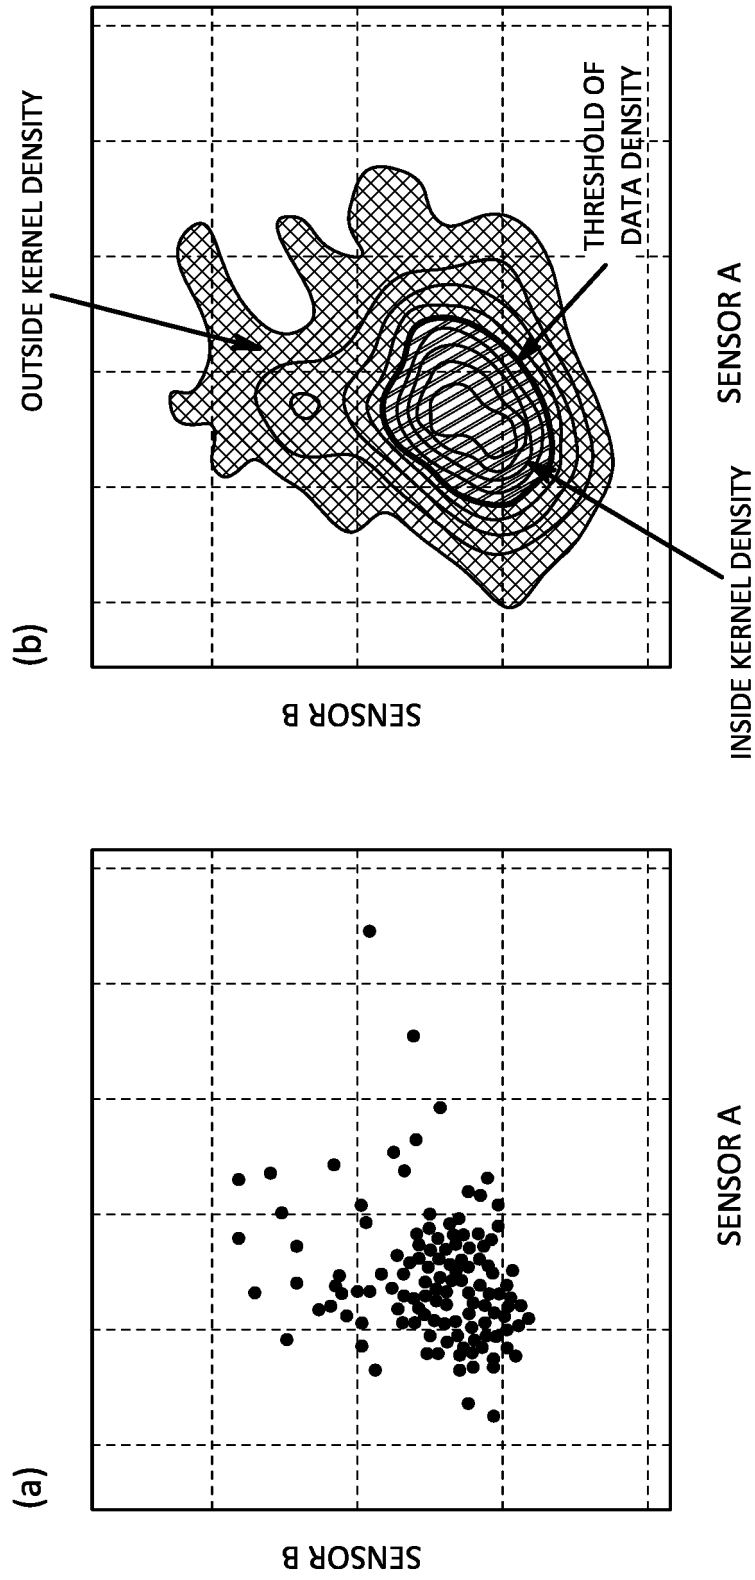 (a)
SENSOR B
SENSOR A
(b)
OUTSIDE KERNEL DENSITY
SENSOR B
THRESHOLD OF
DATA DENSITY
SENSOR A
INSIDE KERNEL DENSITY